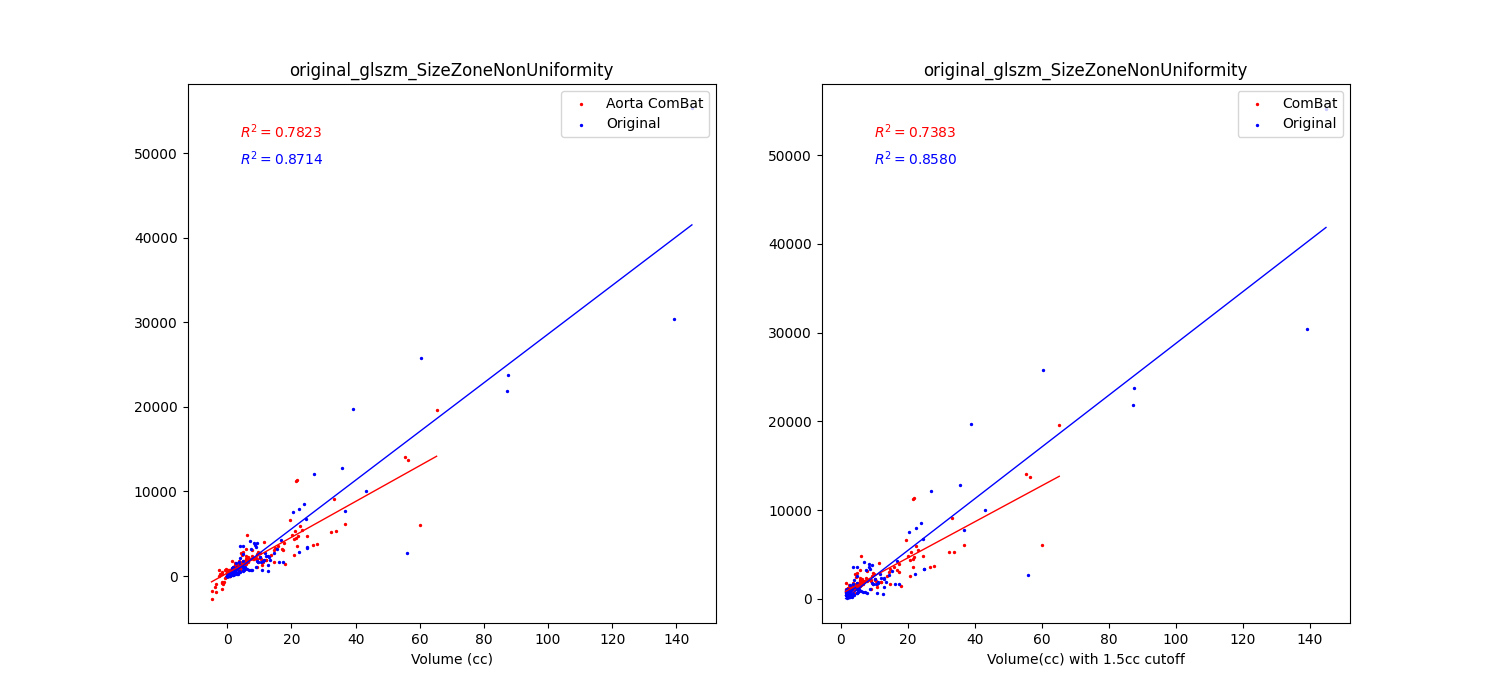 original_glszm_SizeZoneNonUniformity
Aorta ComBat
Original
R² = 0.7823
R² = 0.8714
50000
40000
30000
20000
10000
0
0 20 40 60 80 100 120 140
Volume (cc)
original_glszm_SizeZoneNonUniformity
ComBat
Original
R² = 0.7383
R² = 0.8580
50000
40000
30000
20000
10000
0
0 20 40 60 80 100 120 140
Volume(cc) with 1.5cc cutoff